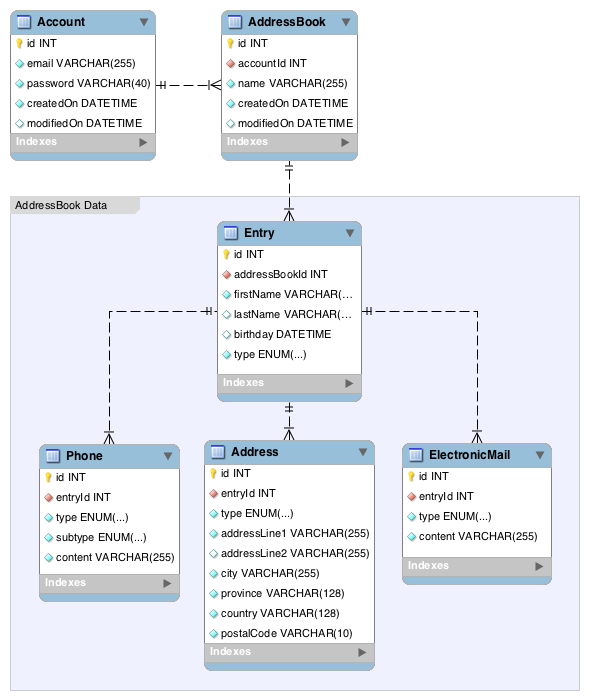 Account
id INT
email VARCHAR(255)
password VARCHAR(40)
createdOn DATETIME
modifiedOn DATETIME
Indexes
AddressBook
id INT
accountId INT
name VARCHAR(255)
createdOn DATETIME
modifiedOn DATETIME
Indexes
AddressBook Data
Entry
id INT
addressBookId INT
firstName VARCHAR(...
lastName VARCHAR(...
birthday DATETIME
type ENUM(...)
Indexes
Phone
id INT
entryId INT
type ENUM(...)
subtype ENUM(...)
content VARCHAR(255)
Indexes
Address
id INT
entryId INT
type ENUM(...)
addressLine1 VARCHAR(255)
addressLine2 VARCHAR(255)
city VARCHAR(255)
province VARCHAR(128)
country VARCHAR(128)
postalCode VARCHAR(10)
Indexes
ElectronicMail
id INT
entryId INT
type ENUM(...)
content VARCHAR(255)
Indexes